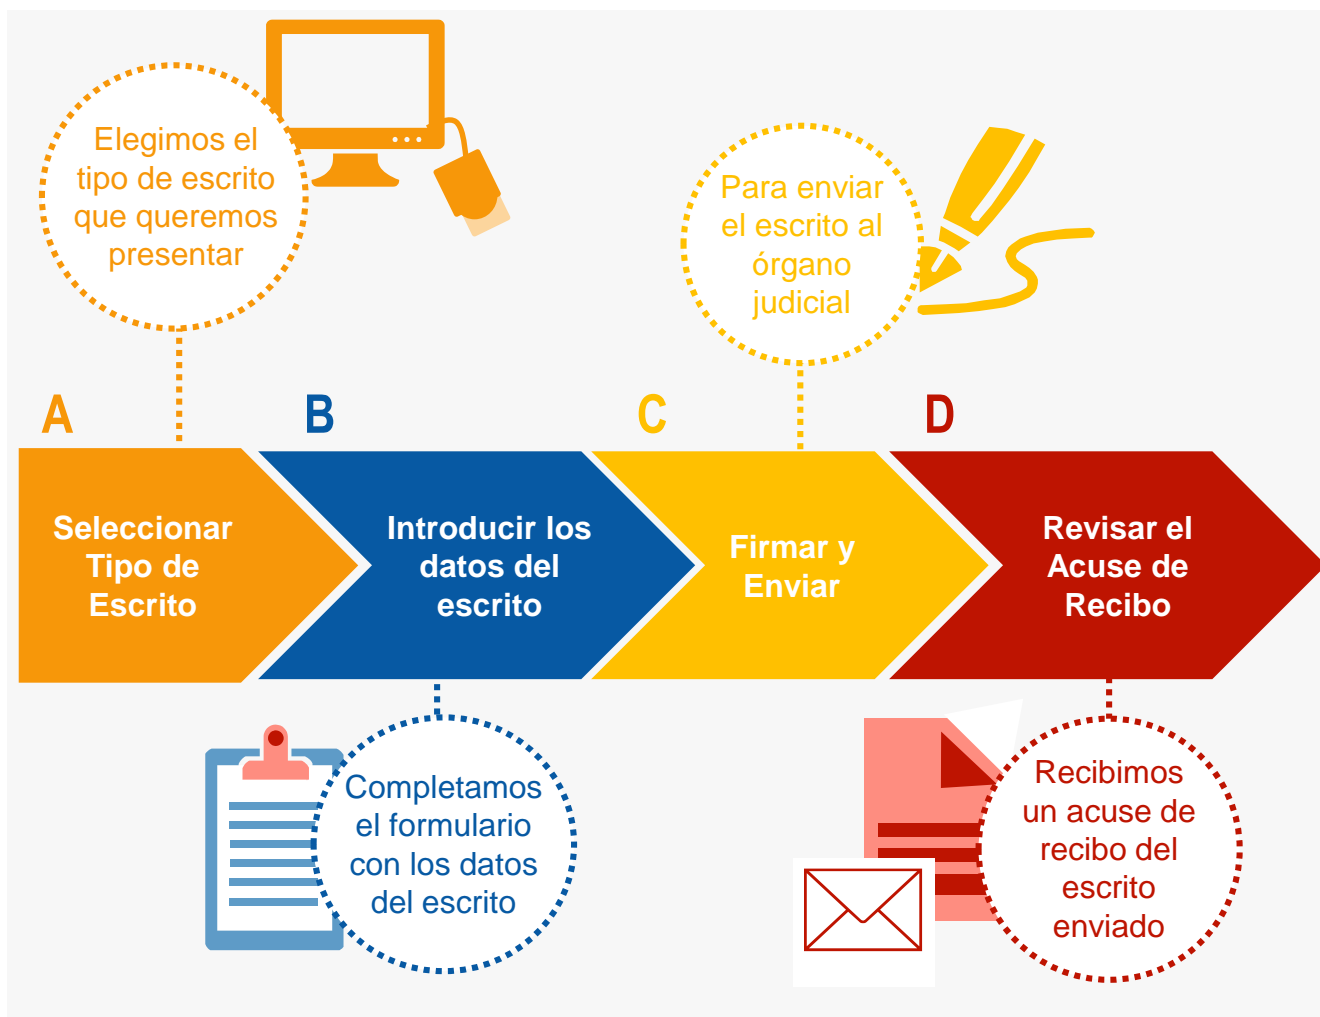 Elegimos el
tipo de escrito
que queremos
presentar
Para enviar
el escrito al
órgano
judicial
A
B
C
D
Seleccionar
Tipo de
Escrito
Introducir los
datos del
escrito
Firmar y
Enviar
Revisar el
Acuse de
Recibo
Completamos
el formulario
con los datos
del escrito
Recibimos
un acuse de
recibo del
escrito
enviado